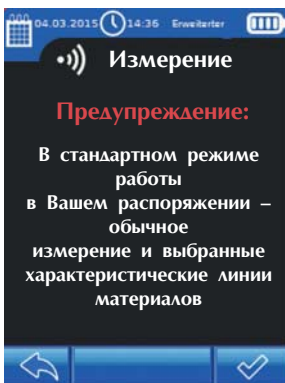 04.03.2015 14:36 Erweiterter
Измерение
Предупреждение:
В стандартном режиме
работы
в Вашем распоряжении –
обычное
измерение и выбранные
характеристические линии
материалов